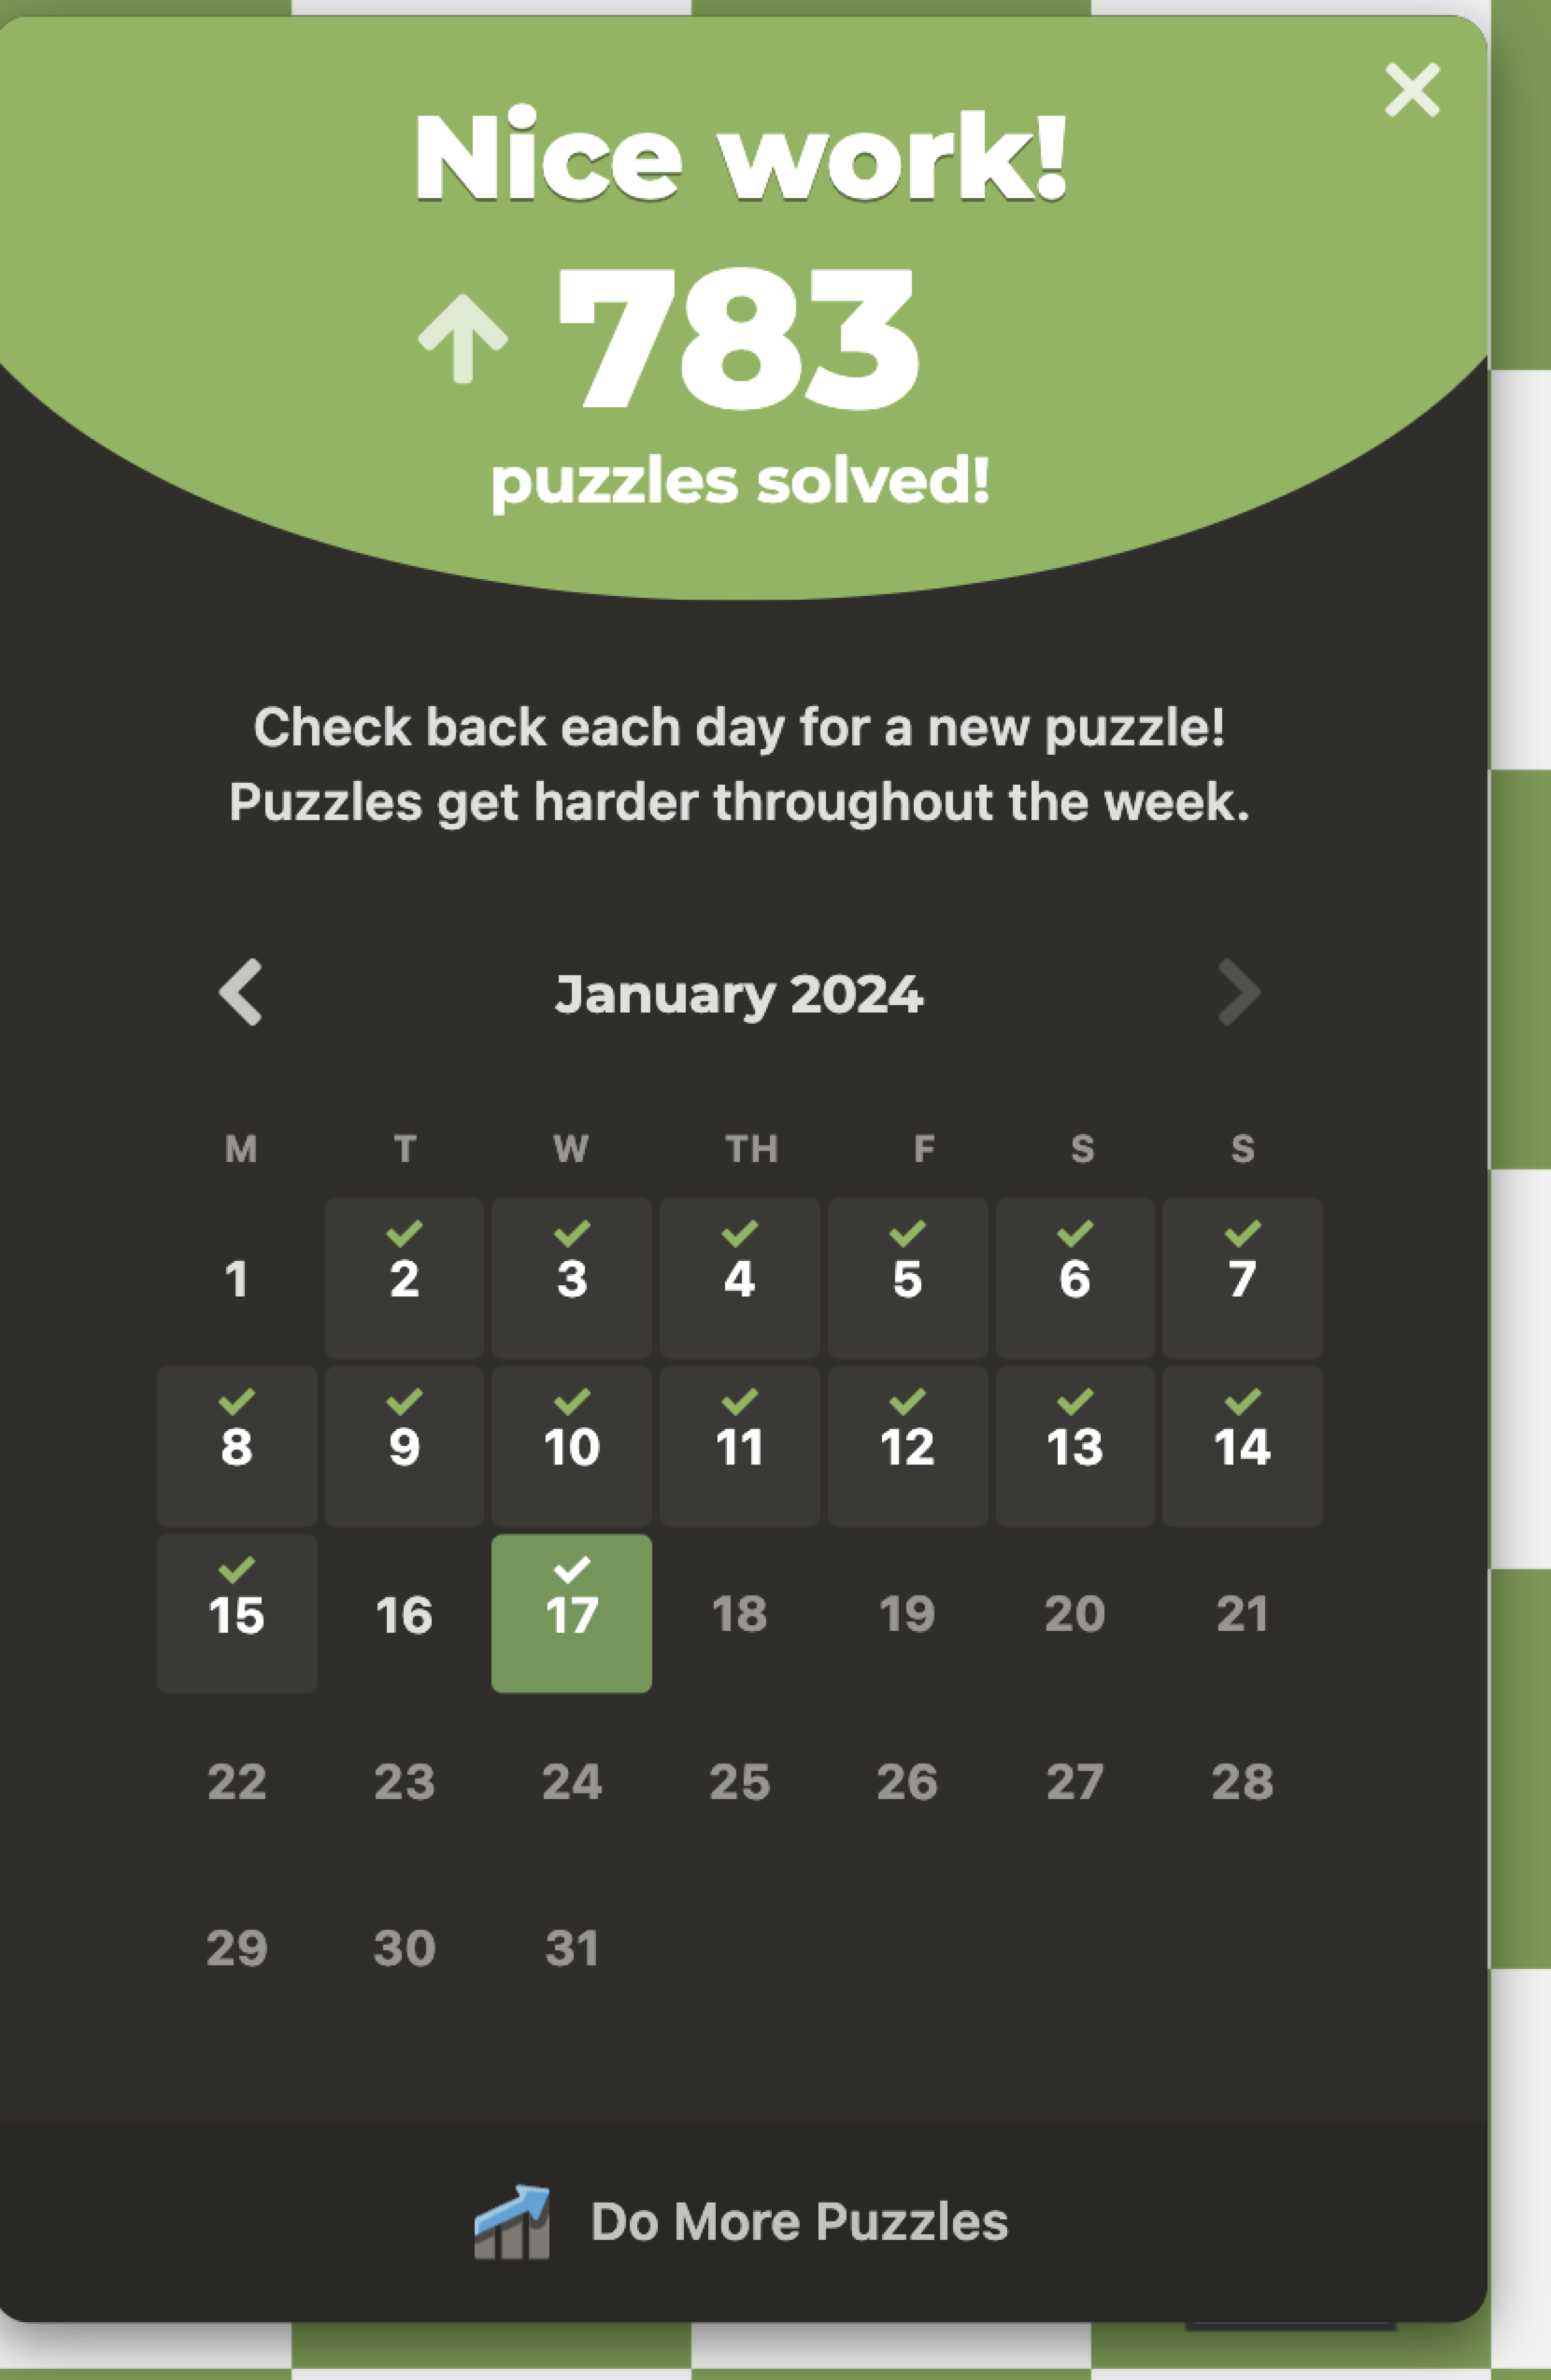 Nice work!
783
puzzles solved!
Check back each day for a new puzzle!
Puzzles get harder throughout the week.
January 2024
M T W TH F S S
1 2 3 4 5 6 7
8 9 10 11 12 13 14
15 16 17 18 19 20 21
22 23 24 25 26 27 28
29 30 31
Do More Puzzles